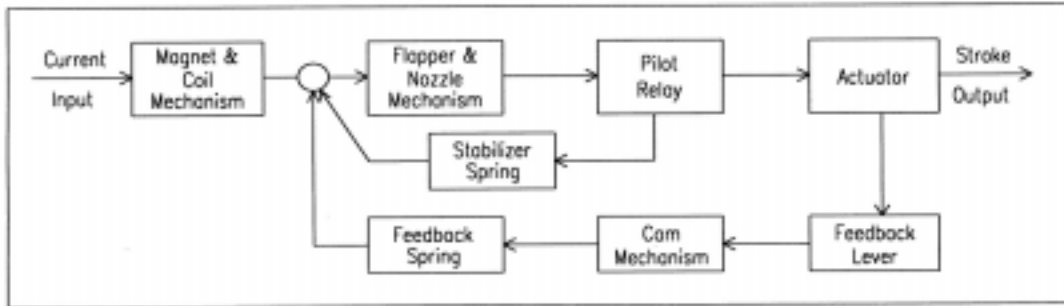 Current
Input
Magnet &
Coil
Mechanism
Flapper &
Nozzle
Mechanism
Pilot
Relay
Actuator
Stroke
Output
Stabilizer
Spring
Feedback
Spring
Cam
Mechanism
Feedback
Lever